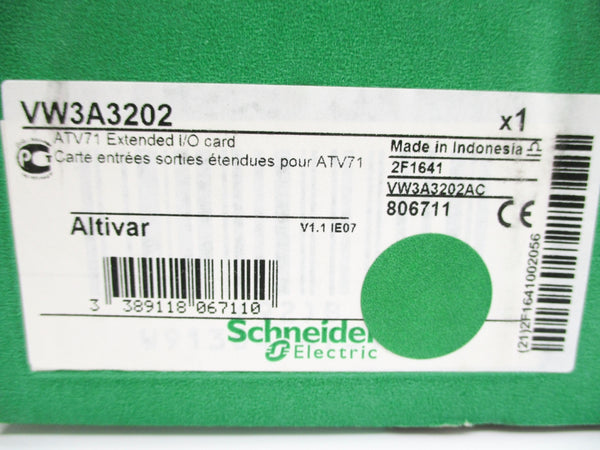 VW3A3202 x1
ATV71 Extended I/O card
Carte entrées sorties étendues pour ATV71
Made in Indonesia
2F1641
VW3A3202AC
806711
CE
Altivar V1.1 IE07
3 389118 067110
Schneider
Electric
(21)2F1641002056